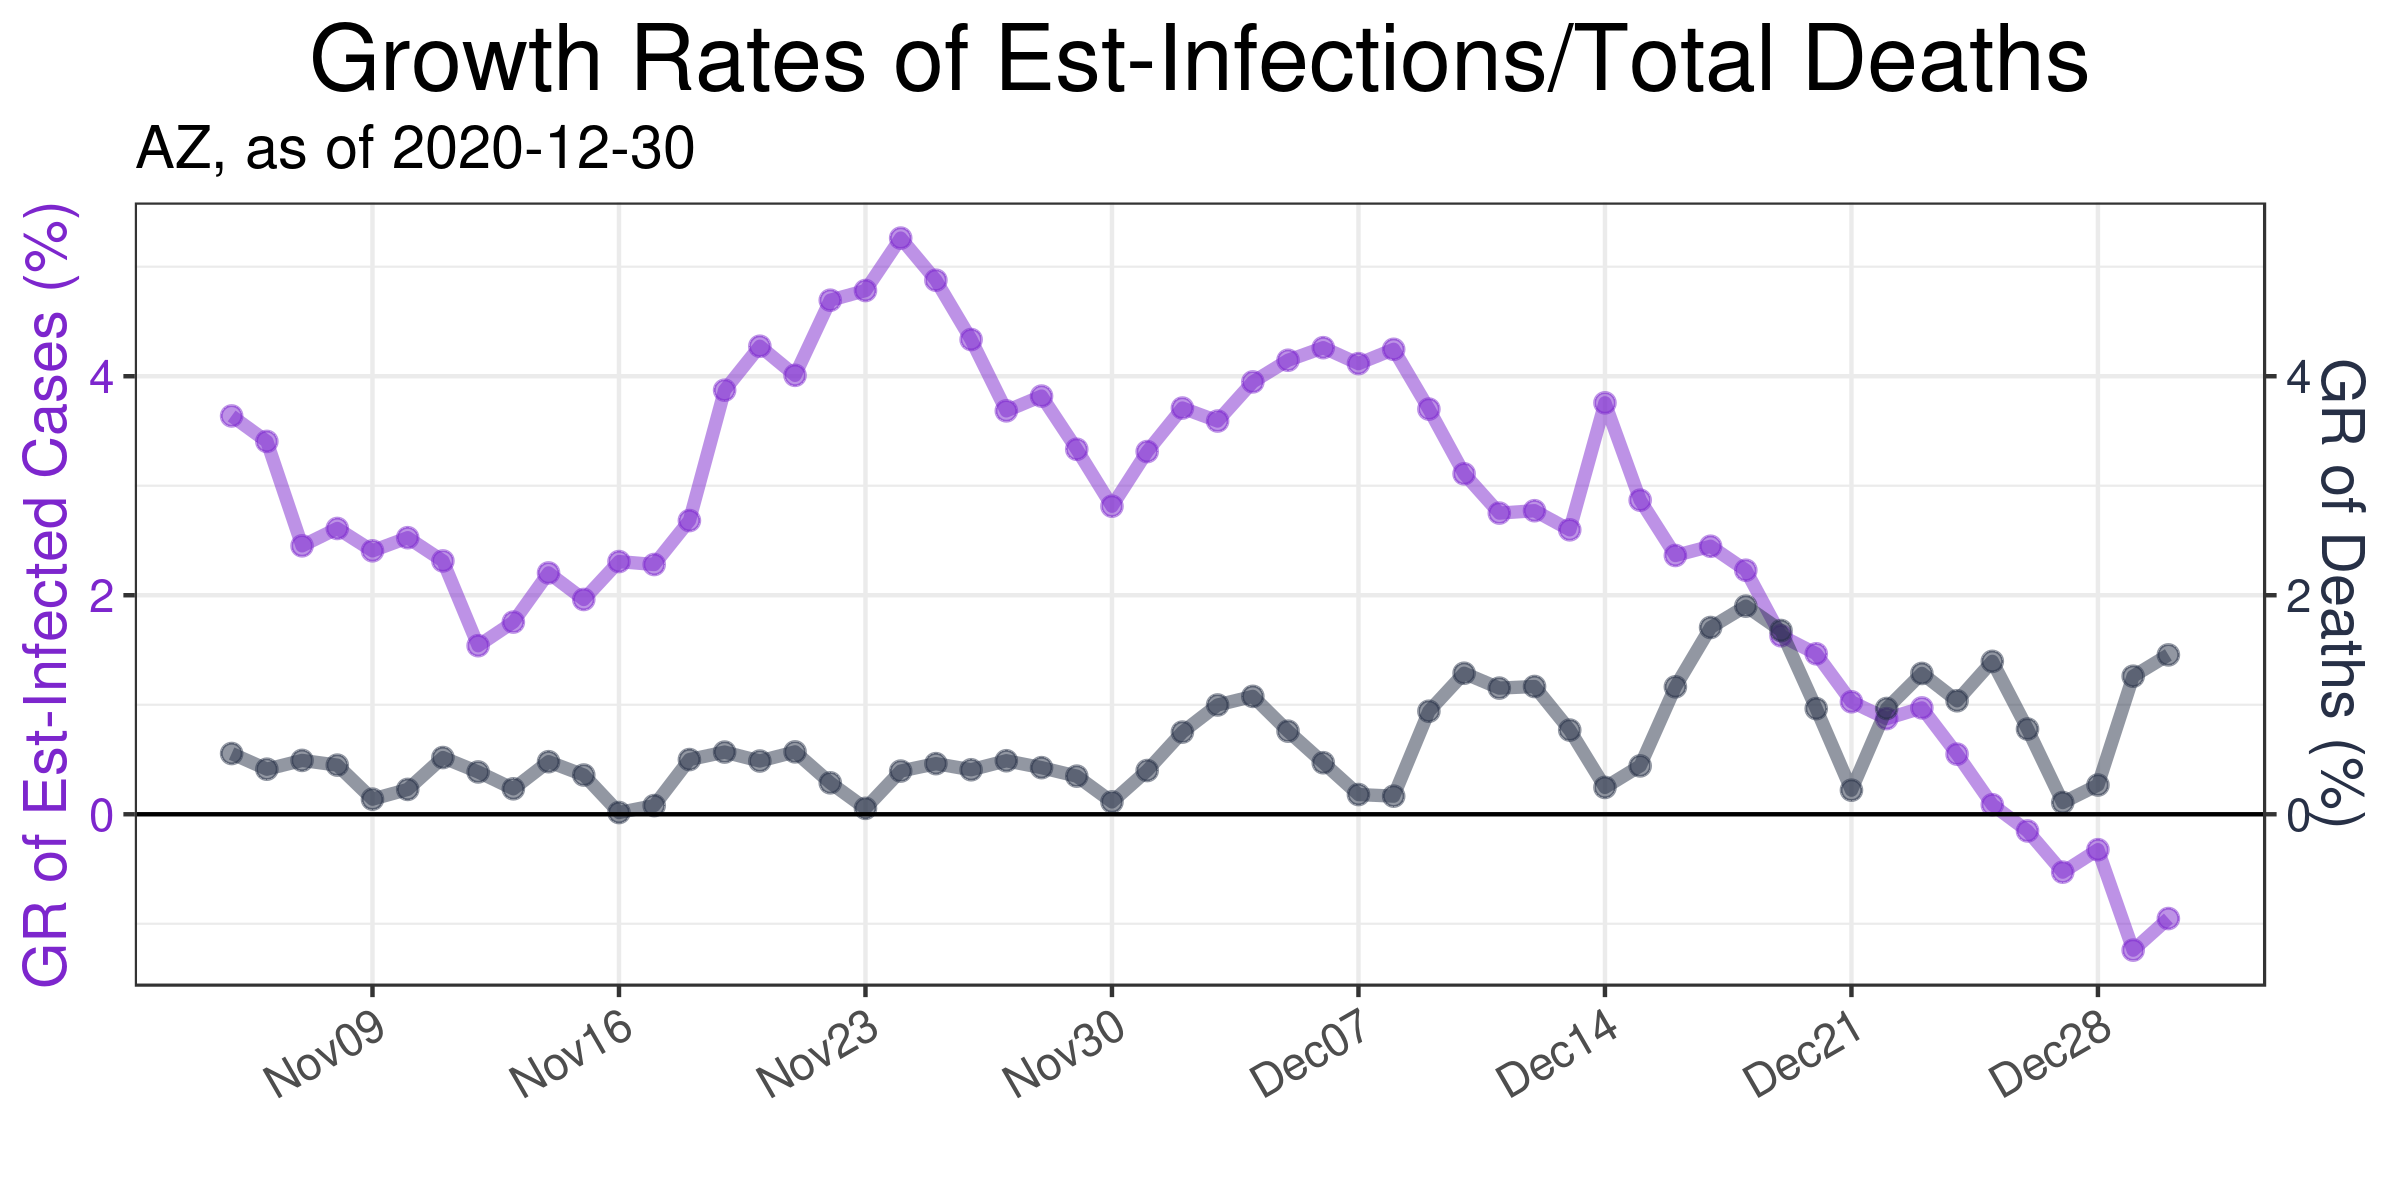 Growth Rates of Est-Infections/Total Deaths
AZ, as of 2020-12-30
GR of Est-Infected Cases (%)
4
2
0
4
2
0
GR of Deaths (%)
Nov09
Nov16
Nov23
Nov30
Dec07
Dec14
Dec21
Dec28